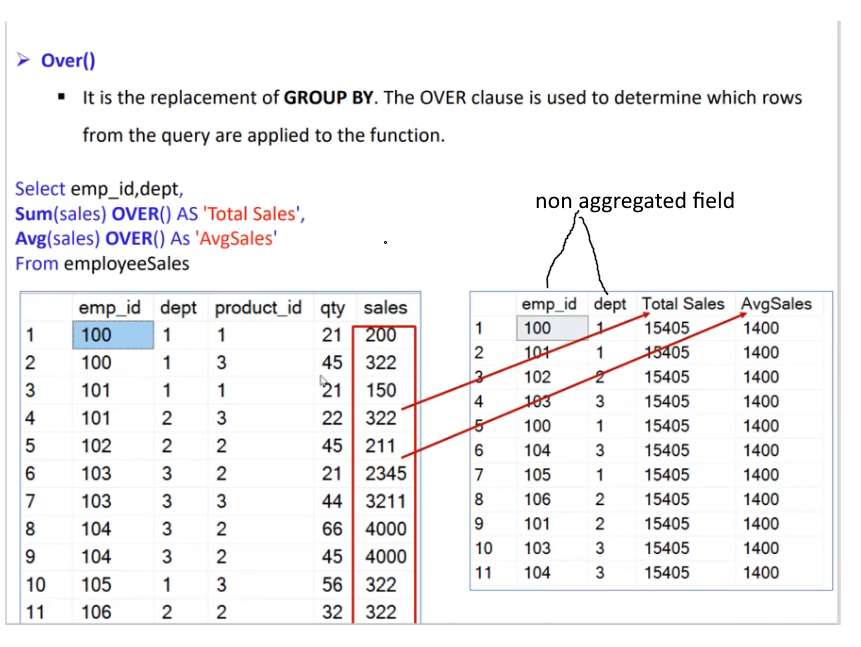 ➢ Over()
▪ It is the replacement of GROUP BY. The OVER clause is used to determine which rows
from the query are applied to the function.
Select emp_id,dept,
Sum(sales) OVER() AS 'Total Sales',
Avg(sales) OVER() As 'AvgSales'
From employeeSales
non aggregated field
emp_id dept product_id qty sales
1 100 1 1 21 200
2 100 1 3 45 322
3 101 1 1 21 150
4 101 2 3 22 322
5 102 2 2 45 211
6 103 3 2 21 2345
7 103 3 3 44 3211
8 104 3 2 66 4000
9 104 3 2 45 4000
10 105 1 3 56 322
11 106 2 2 32 322
emp_id dept Total Sales AvgSales
1 100 1 15405 1400
2 101 1 15405 1400
3 102 2 15405 1400
4 103 3 15405 1400
5 100 1 15405 1400
6 104 3 15405 1400
7 105 1 15405 1400
8 106 2 15405 1400
9 101 2 15405 1400
10 103 3 15405 1400
11 104 3 15405 1400